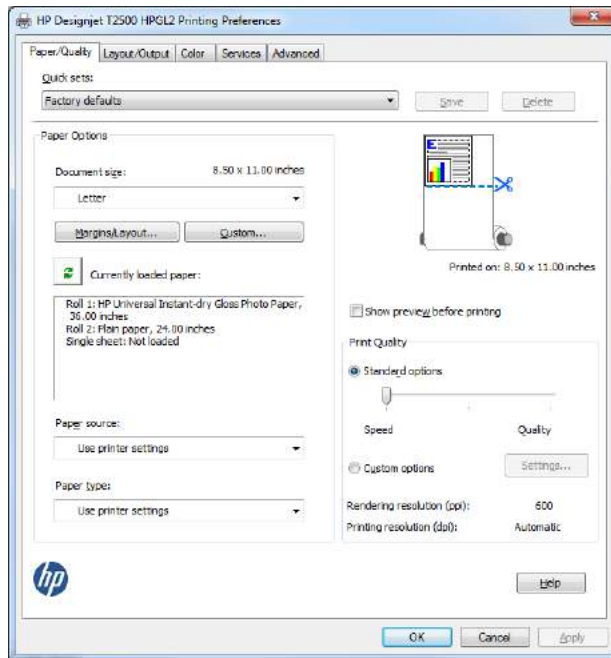 HP Designjet T2500 HPGL2 Printing Preferences
Paper/Quality Layout/Output Color Services Advanced
Quick sets:
Factory defaults
Save Delete
Paper Options
Document size: 8.50 x 11.00 inches
Letter
Margins/Layout... Custom...
Currently loaded paper:
Roll 1: HP Universal Instant-dry Gloss Photo Paper,
36.00 inches
Roll 2: Plain paper, 24.00 inches
Single sheet: Not loaded
Paper source:
Use printer settings
Paper type:
Use printer settings
E
Printed on: 8.50 x 11.00 inches
Show preview before printing
Print Quality
Standard options
Speed Quality
Custom options Settings...
Rendering resolution (ppi): 600
Printing resolution (dpi): Automatic
hp
Help
OK Cancel Apply